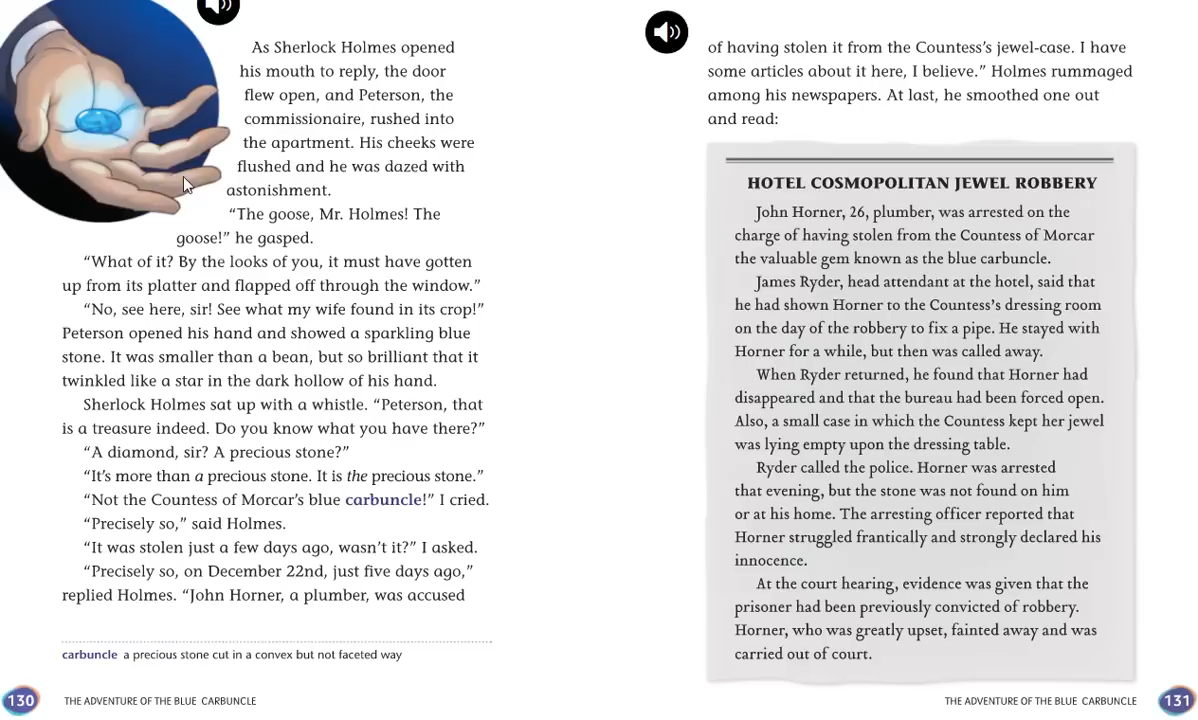 As Sherlock Holmes opened
his mouth to reply, the door
flew open, and Peterson, the
commissionaire, rushed into
the apartment. His cheeks were
flushed and he was dazed with
astonishment.
“The goose, Mr. Holmes! The
goose!” he gasped.
“What of it? By the looks of you, it must have gotten
up from its platter and flapped off through the window.”
“No, see here, sir! See what my wife found in its crop!”
Peterson opened his hand and showed a sparkling blue
stone. It was smaller than a bean, but so brilliant that it
twinkled like a star in the dark hollow of his hand.
Sherlock Holmes sat up with a whistle. “Peterson, that
is a treasure indeed. Do you know what you have there?”
“A diamond, sir? A precious stone?”
“It’s more than a precious stone. It is the precious stone.”
“Not the Countess of Morcar’s blue carbuncle!” I cried.
“Precisely so,” said Holmes.
“It was stolen just a few days ago, wasn’t it?” I asked.
“Precisely so, on December 22nd, just five days ago,”
replied Holmes. “John Horner, a plumber, was accused
carbuncle a precious stone cut in a convex but not faceted way
130 THE ADVENTURE OF THE BLUE CARBUNCLE
of having stolen it from the Countess’s jewel-case. I have
some articles about it here, I believe.” Holmes rummaged
among his newspapers. At last, he smoothed one out
and read:
HOTEL COSMOPOLITAN JEWEL ROBBERY
John Horner, 26, plumber, was arrested on the
charge of having stolen from the Countess of Morcar
the valuable gem known as the blue carbuncle.
James Ryder, head attendant at the hotel, said that
he had shown Horner to the Countess’s dressing room
on the day of the robbery to fix a pipe. He stayed with
Horner for a while, but then was called away.
When Ryder returned, he found that Horner had
disappeared and that the bureau had been forced open.
Also, a small case in which the Countess kept her jewel
was lying empty upon the dressing table.
Ryder called the police. Horner was arrested
that evening, but the stone was not found on him
or at his home. The arresting officer reported that
Horner struggled frantically and strongly declared his
innocence.
At the court hearing, evidence was given that the
prisoner had been previously convicted of robbery.
Horner, who was greatly upset, fainted away and was
carried out of court.
THE ADVENTURE OF THE BLUE CARBUNCLE 131